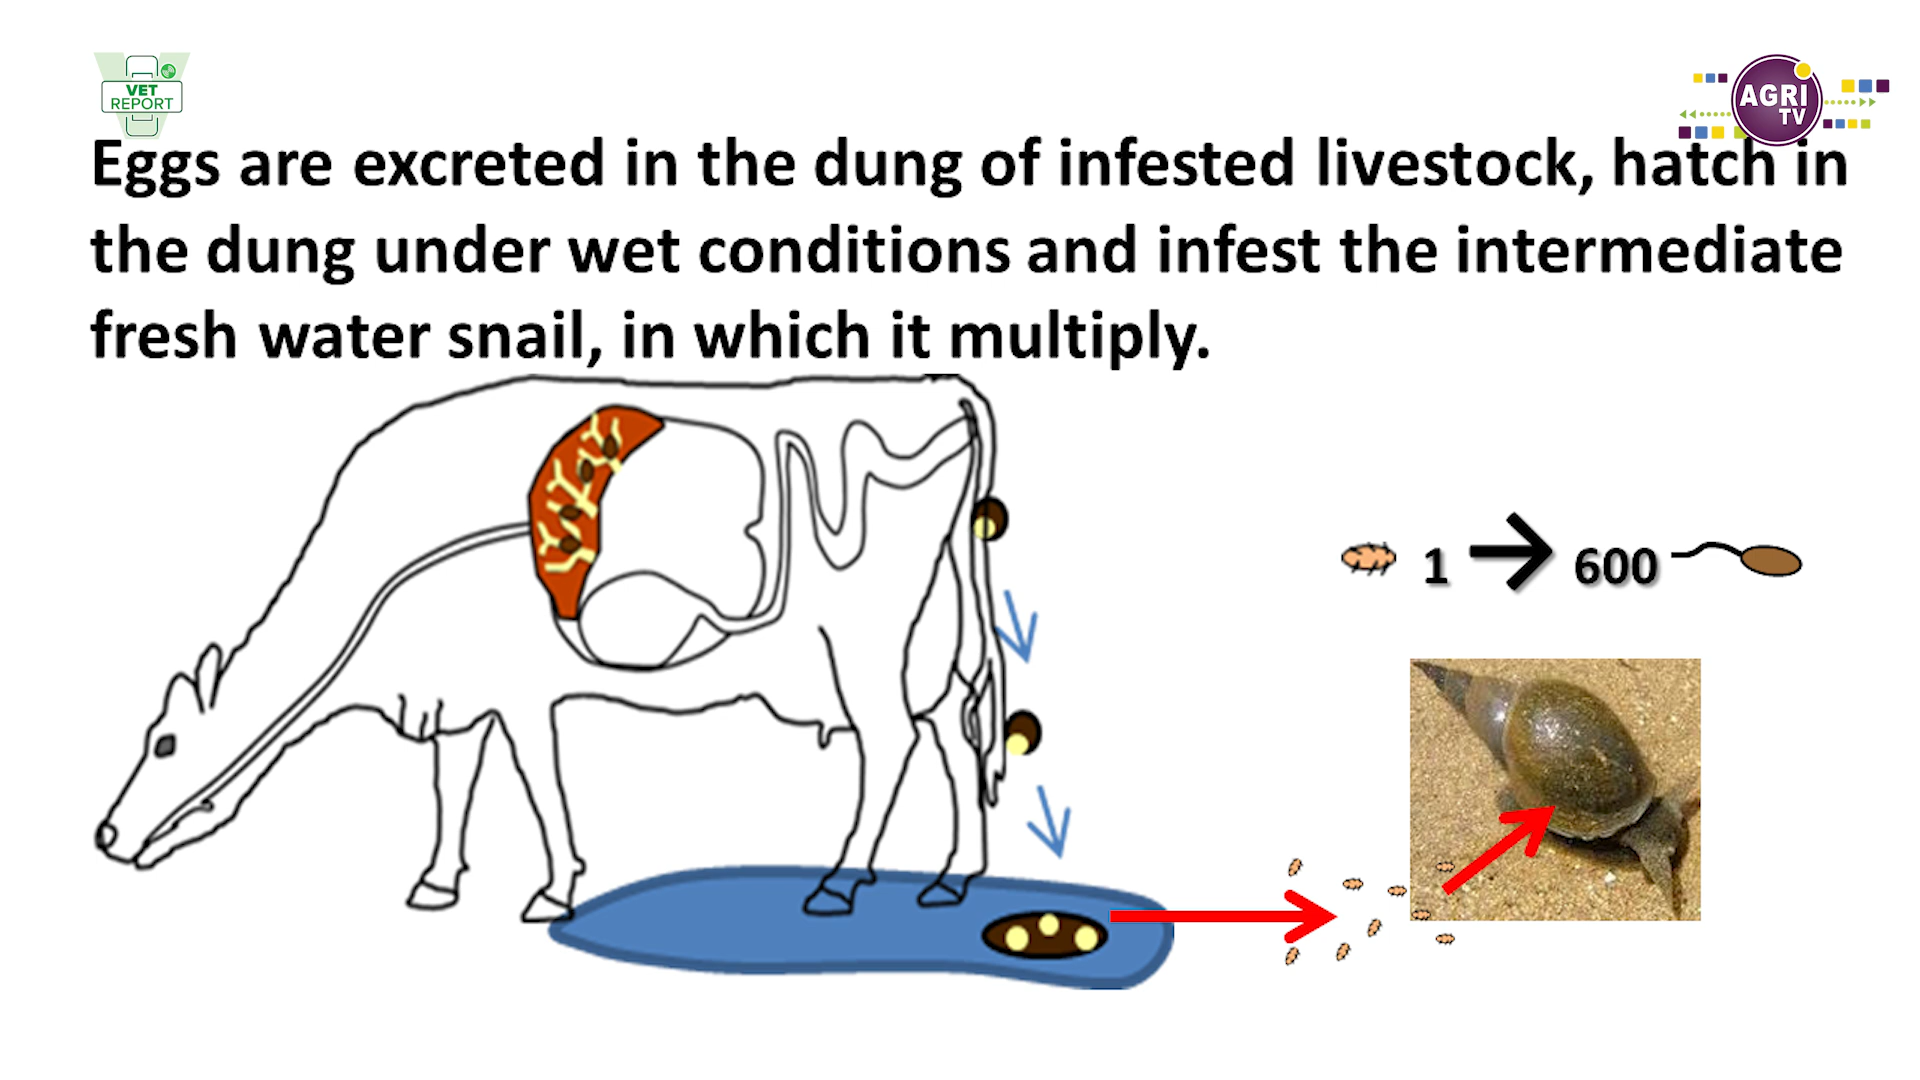 VET
REPORT
AGRI
TV
Eggs are excreted in the dung of infested livestock, hatch in
the dung under wet conditions and infest the intermediate
fresh water snail, in which it multiply.
1 → 600